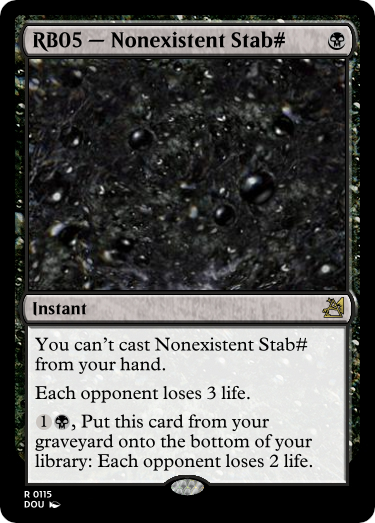 RB05 — Nonexistent Stab#
Instant
You can't cast Nonexistent Stab#
from your hand.
Each opponent loses 3 life.
1 , Put this card from your
graveyard onto the bottom of your
library: Each opponent loses 2 life.
R 0115
DOU